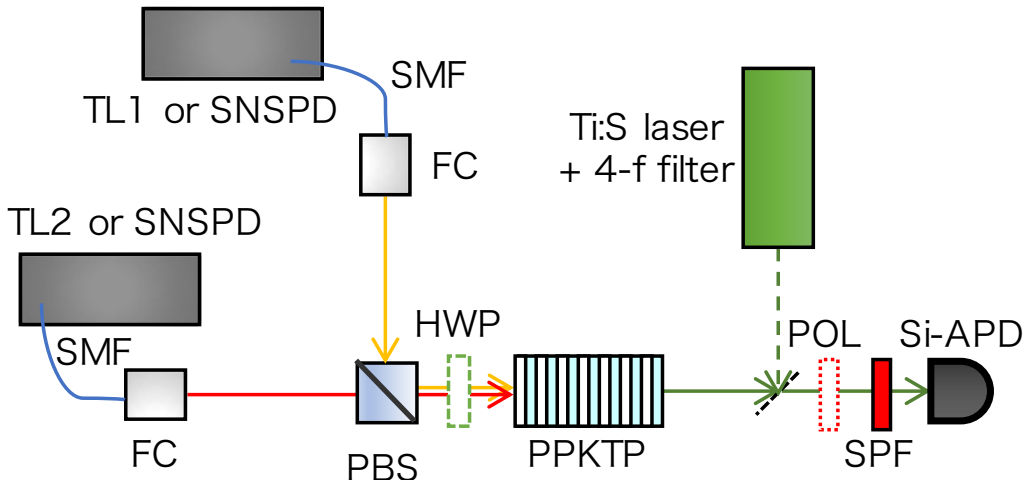 SMF
TL1 or SNSPD
Ti:S laser
+ 4-f filter
FC
TL2 or SNSPD
HWP
POL
Si-APD
SMF
FC
PBS
PPKTP
SPF